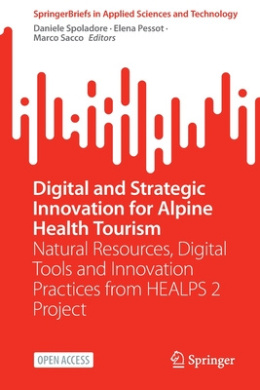 SpringerBriefs in Applied Sciences and Technology
Daniele Spoladore · Elena Pessot ·
Marco Sacco Editors
Digital and Strategic
Innovation for Alpine
Health Tourism
Natural Resources, Digital
Tools and Innovation
Practices from HEALPS 2
Project
OPEN ACCESS
Springer